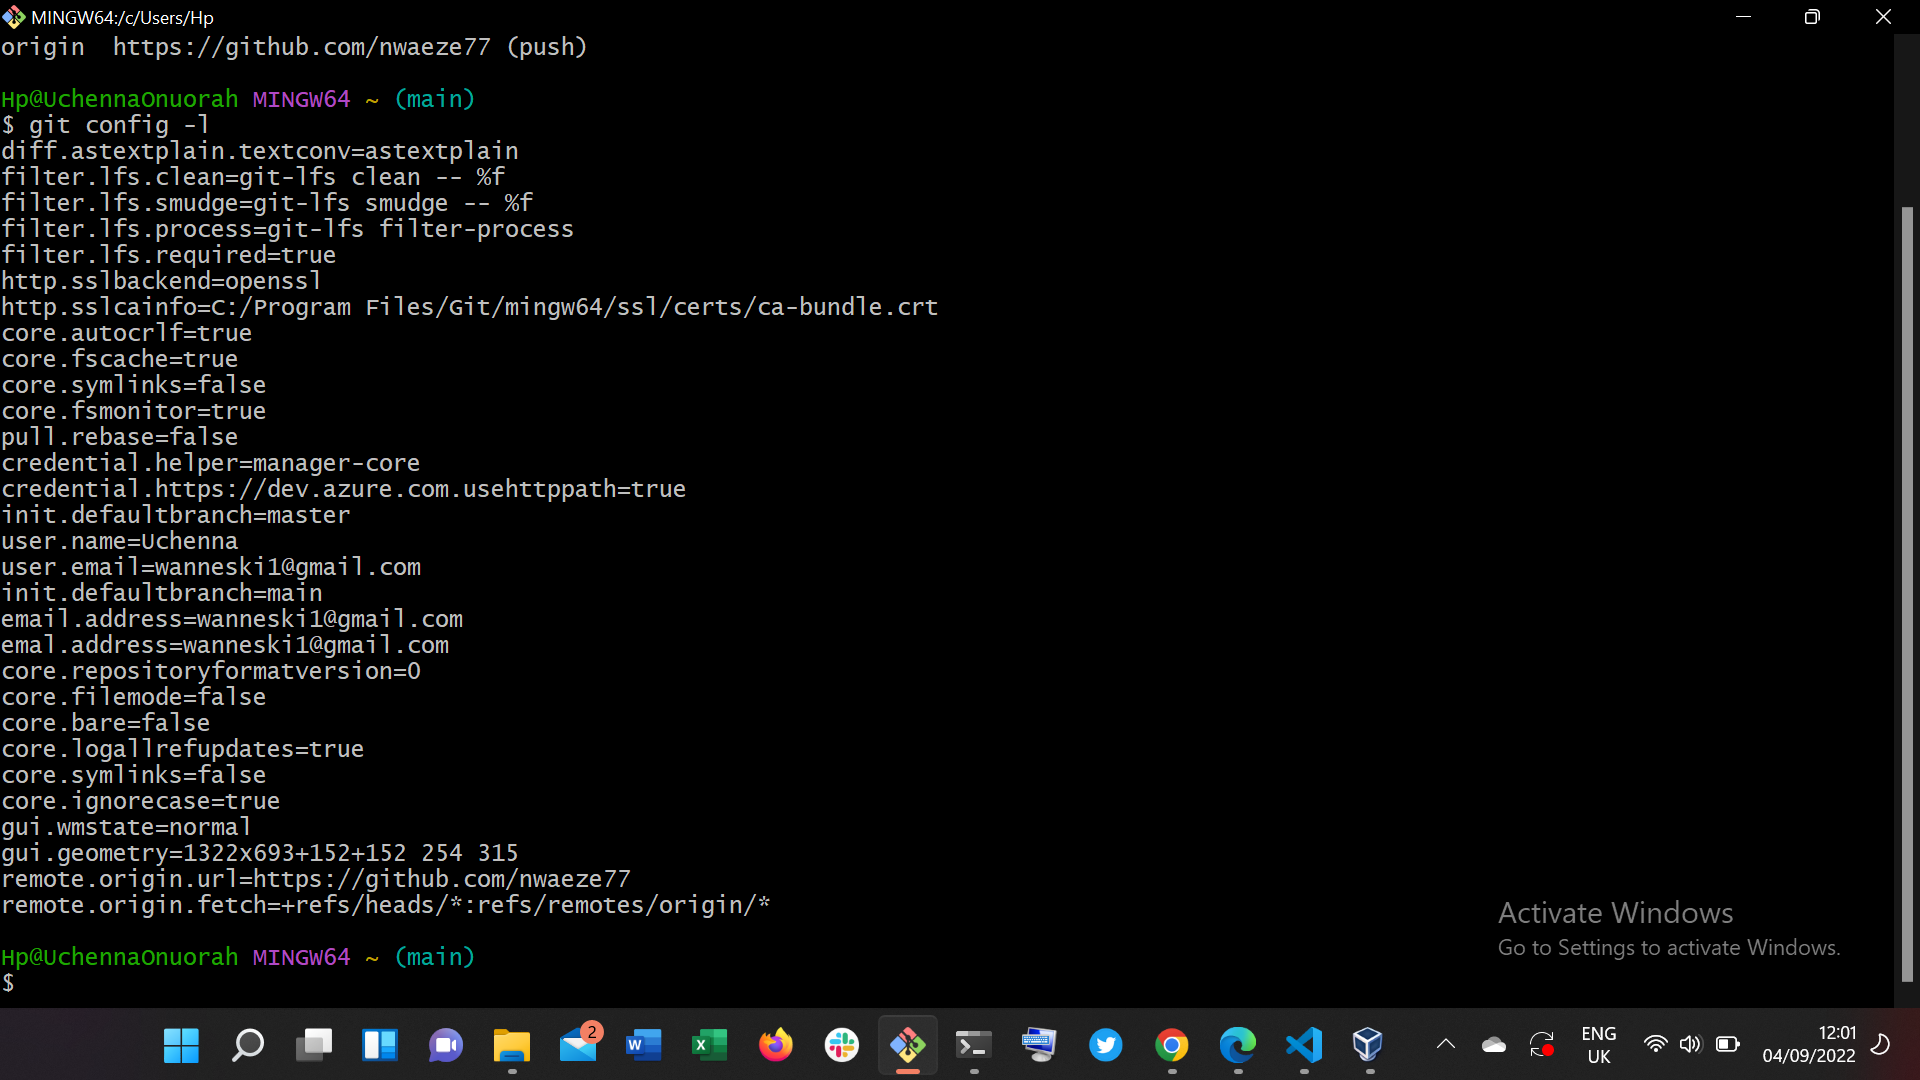 MINGW64:/c/Users/Hp
origin  https://github.com/nwaeze77 (push)
Hp@UchennaOnuorah MINGW64 ~ (main)
$ git config -l
diff.astextplain.textconv=astextplain
filter.lfs.clean=git-lfs clean -- %f
filter.lfs.smudge=git-lfs smudge -- %f
filter.lfs.process=git-lfs filter-process
filter.lfs.required=true
http.sslbackend=openssl
http.sslcainfo=C:/Program Files/Git/mingw64/ssl/certs/ca-bundle.crt
core.autocrlf=true
core.fscache=true
core.symlinks=false
core.fsmonitor=true
pull.rebase=false
credential.helper=manager-core
credential.https://dev.azure.com.usehttppath=true
init.defaultbranch=master
user.name=Uchenna
user.email=wanneski1@gmail.com
init.defaultbranch=main
email.address=wanneski1@gmail.com
emal.address=wanneski1@gmail.com
core.repositoryformatversion=0
core.filemode=false
core.bare=false
core.logallrefupdates=true
core.symlinks=false
core.ignorecase=true
gui.wmstate=normal
gui.geometry=1322x693+152+152 254 315
remote.origin.url=https://github.com/nwaeze77
remote.origin.fetch=+refs/heads/*:refs/remotes/origin/*
Hp@UchennaOnuorah MINGW64 ~ (main)
$
Activate Windows
Go to Settings to activate Windows.
2
W
X
ENG
UK
12:01
04/09/2022